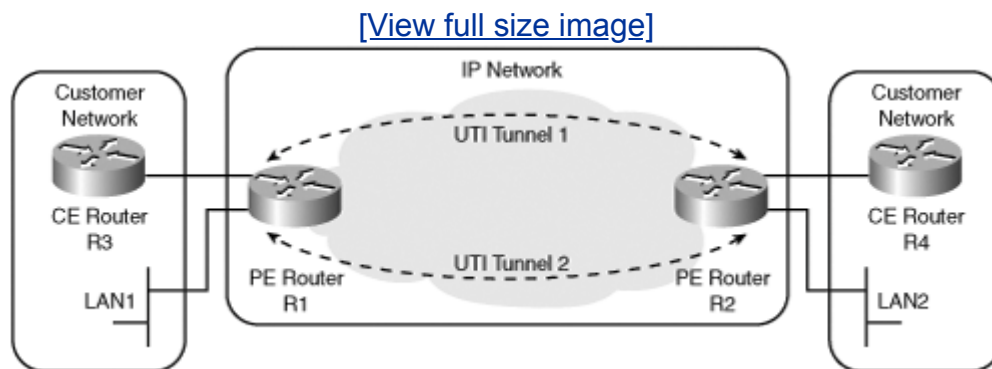 [View full size image]
IP Network
Customer
Network
CE Router
R3
LAN1
UTI Tunnel 1
UTI Tunnel 2
PE Router
R1
PE Router
R2
Customer
Network
CE Router
R4
LAN2